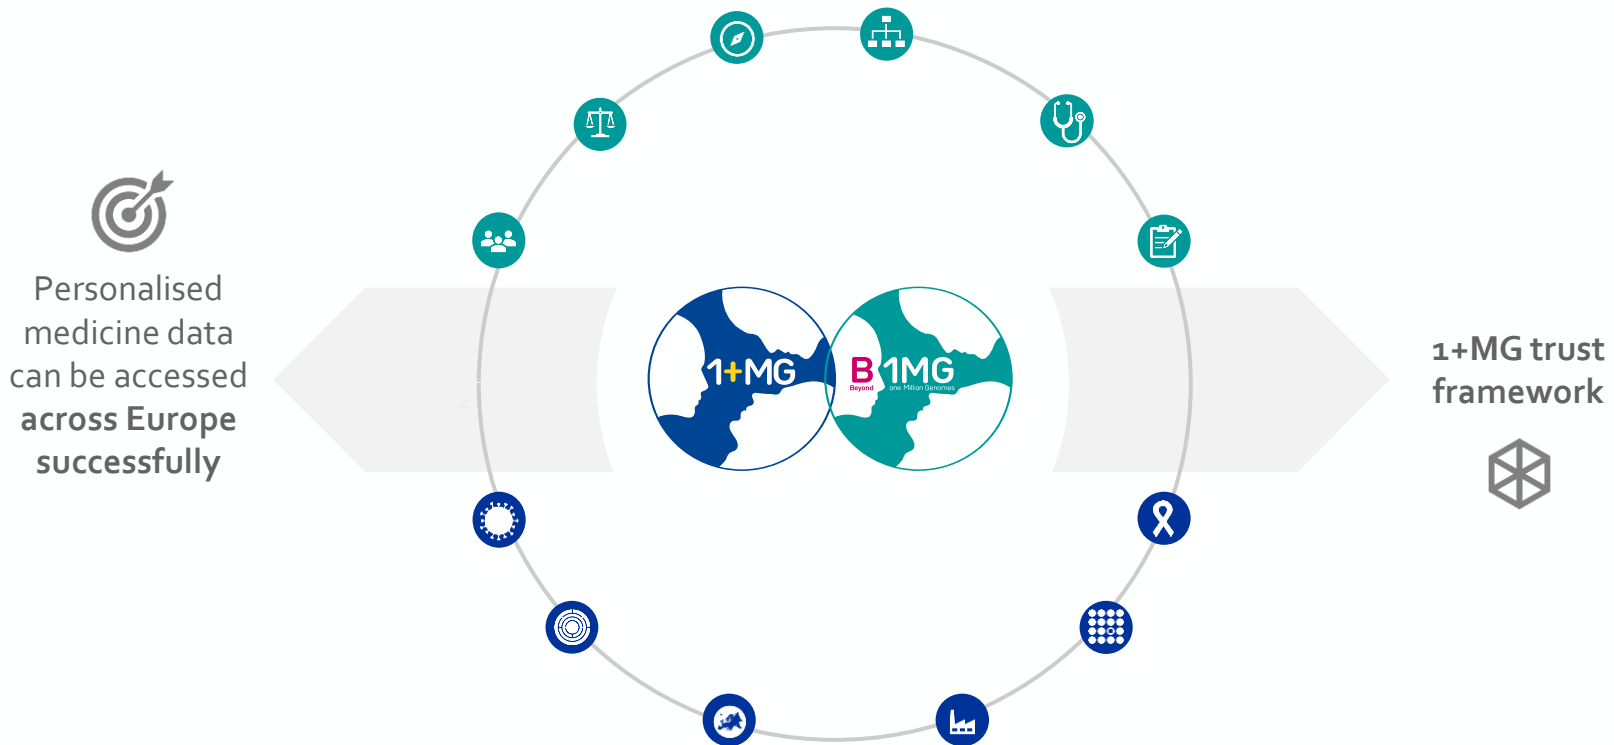 Personalised
medicine data
can be accessed
across Europe
successfully
1+MG
B 1MG
Beyond one Million Genomes
1+MG trust
framework